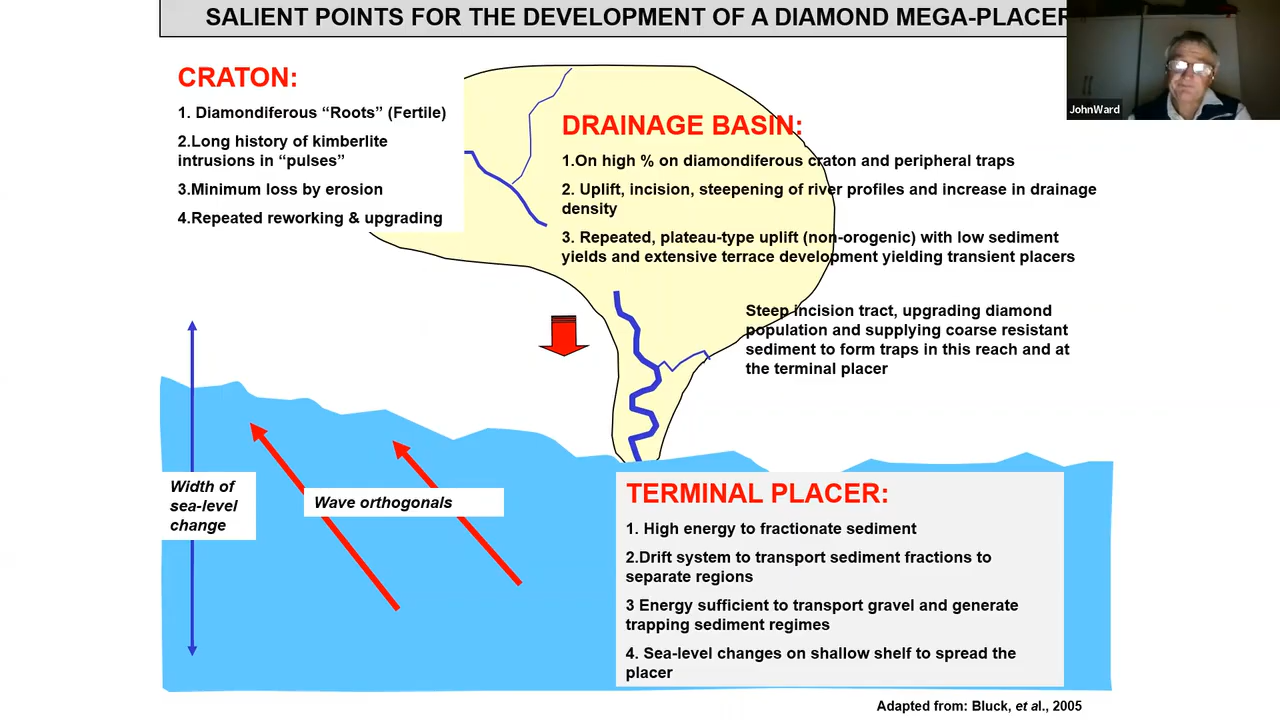 SALIENT POINTS FOR THE DEVELOPMENT OF A DIAMOND MEGA-PLACER
JohnWard
CRATON:
1. Diamondiferous “Roots” (Fertile)
2.Long history of kimberlite
intrusions in “pulses”
3.Minimum loss by erosion
4.Repeated reworking & upgrading
DRAINAGE BASIN:
1.On high % on diamondiferous craton and peripheral traps
2. Uplift, incision, steepening of river profiles and increase in drainage
density
3. Repeated, plateau-type uplift (non-orogenic) with low sediment
yields and extensive terrace development yielding transient placers
Steep incision tract, upgrading diamond
population and supplying coarse resistant
sediment to form traps in this reach and at
the terminal placer
Width of
sea-level
change
Wave orthogonals
TERMINAL PLACER:
1. High energy to fractionate sediment
2.Drift system to transport sediment fractions to
separate regions
3 Energy sufficient to transport gravel and generate
trapping sediment regimes
4. Sea-level changes on shallow shelf to spread the
placer
Adapted from: Bluck, et al., 2005